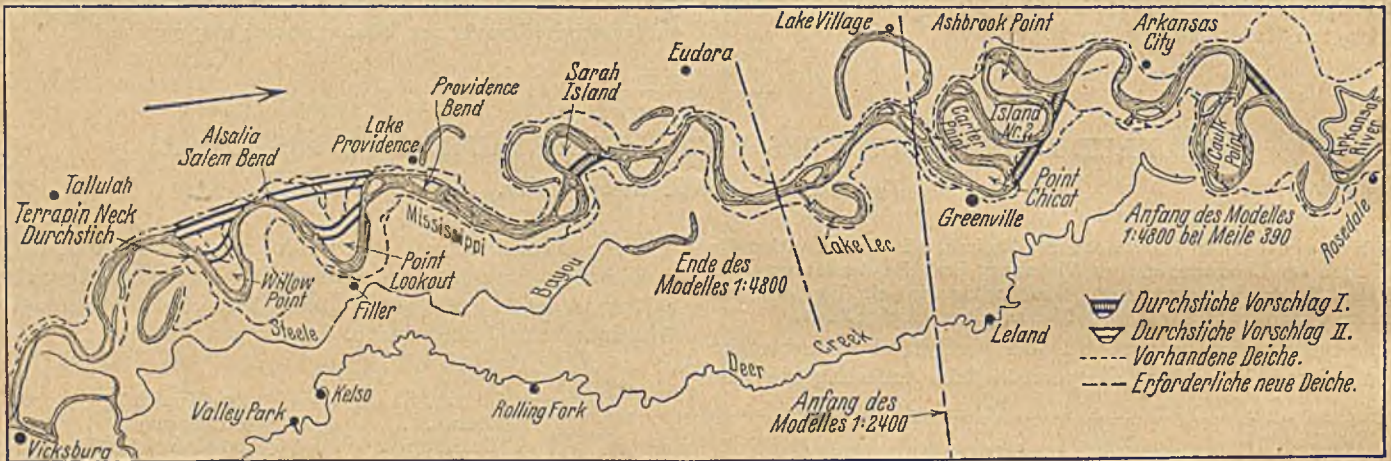 Lake Village
Ashbrook Point
Arkansas
City
Eudora
Sarah
Island
Providence
Bend
Lake
Providence
Alsalia
Salem Bend
Tallulah
Terrapin Neck
Durchstich
Willow
Point
Point
Lookout
Filler
Mississippi
Steele
Bayou
Carter
Point
Island
Nr. 2
Point
Chicot
Greenville
Lake Lec
Caulk
Point
Arkansas
River
Rosedale
Anfang des Modelles
1:4800 bei Meile 390
Ende des
Modelles 1:4800
Deer
Creek
Leland
Kelso
Valley Park
Rolling Fork
Vicksburg
Anfang des
Modelles 1:2400
Durchstiche Vorschlag I.
Durchstiche Vorschlag II.
Vorhandene Deiche.
Erforderliche neue Deiche.